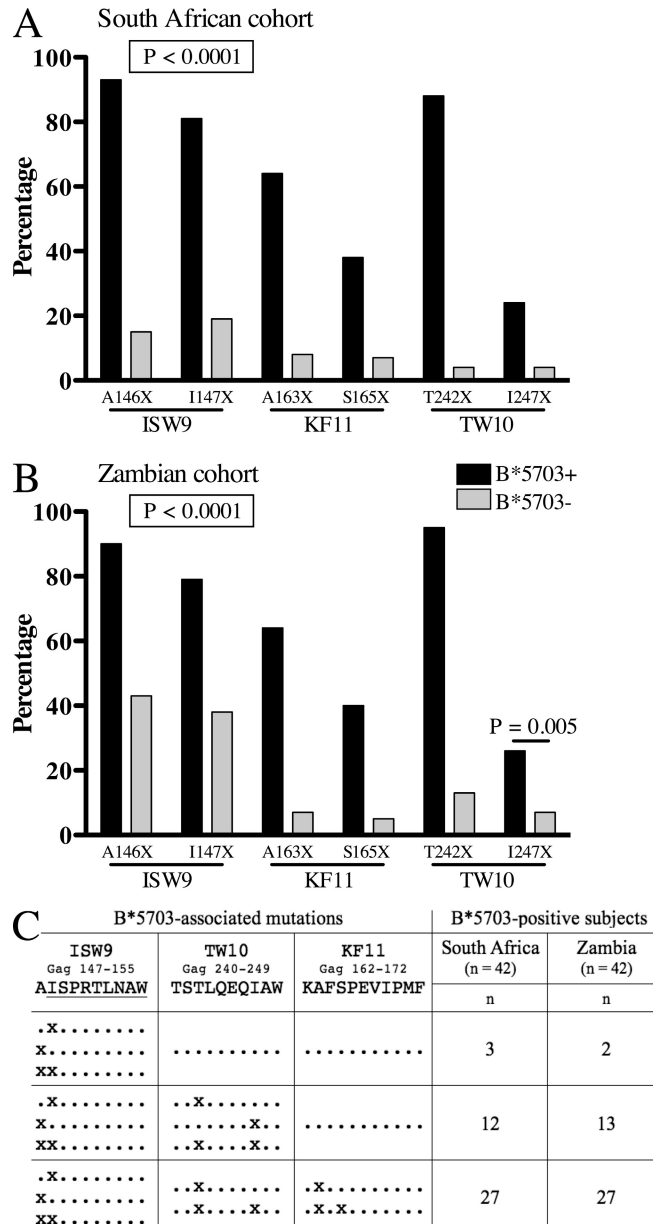 A South African cohort
P < 0.0001
100
80
60
40
20
0
Percentage
A146X I147X A163X S165X T242X I247X
ISW9 KF11 TW10
B Zambian cohort
B*5703+
B*5703-
P < 0.0001
100
80
60
40
20
0
Percentage
P = 0.005
A146X I147X A163X S165X T242X I247X
ISW9 KF11 TW10
C B*5703-associated mutations B*5703-positive subjects
ISW9 TW10 KF11 South Africa Zambia
Gag 147-155 Gag 240-249 Gag 162-172 (n = 42) (n = 42)
AISPRTLNAW TSTLQEQIAW KAFSPEVIPMF
n n
.x........
x......... .......... ........... 3 2
xx........
.x........ ..x.......
x......... .......x.. ........... 12 13
xx........ ..x....x..
.x........ ..x....... .x.........
x......... ..x....x.. .x.x....... 27 27
xx........